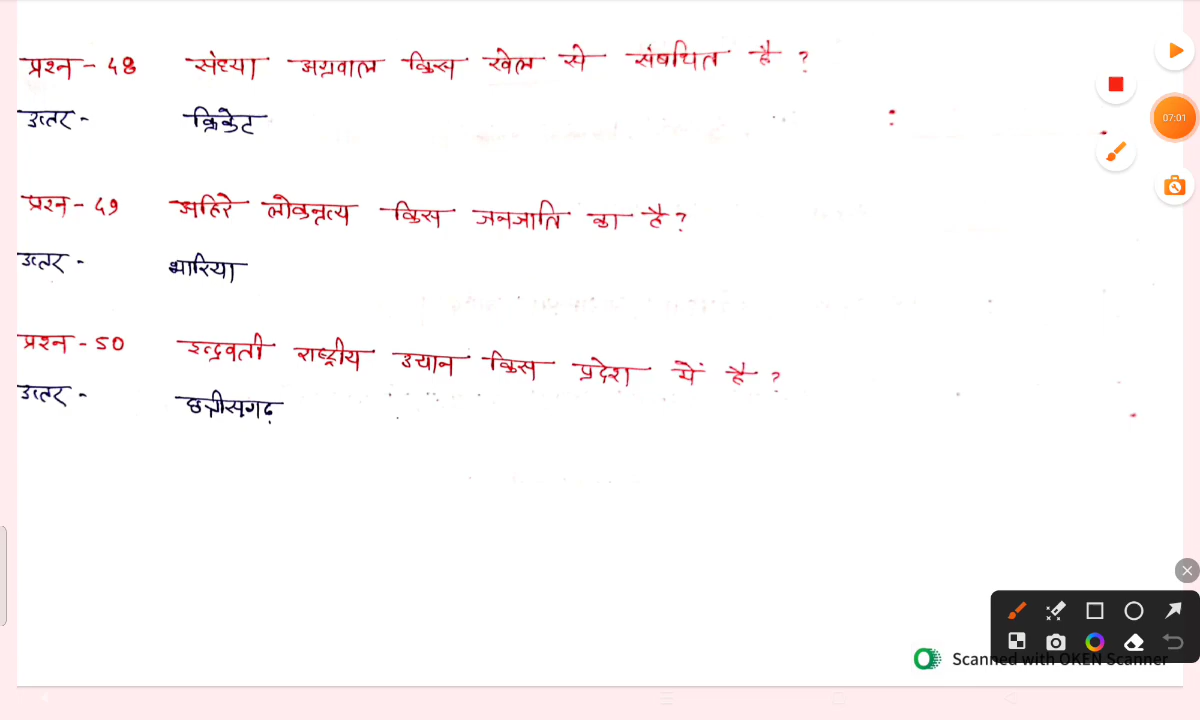 प्रश्न - 48 संध्या अग्रवाल किस खेल से संबधित है ?
उत्तर - क्रिकेट
प्रश्न - 49 अहिरे लोकनृत्य किस जनजाति का है ?
उत्तर - भारिया
प्रश्न - 50 इन्द्रवती राष्ट्रीय उद्यान किस प्रदेश में है ?
उत्तर - छत्तीसगढ़
07:01
Scanned with OKEN Scanner